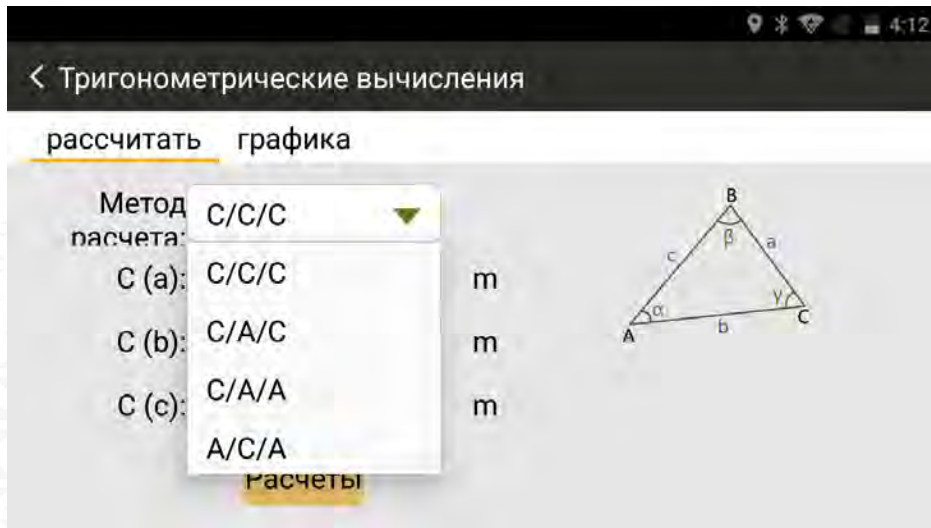 4:12
< Тригонометрические вычисления
рассчитать графика
Метод расчета: C/C/C
C (a): C/C/C m
C (b): C/A/C m
C (c): C/A/A m
A/C/A
Расчеты
B
β
c a
α γ
A b C